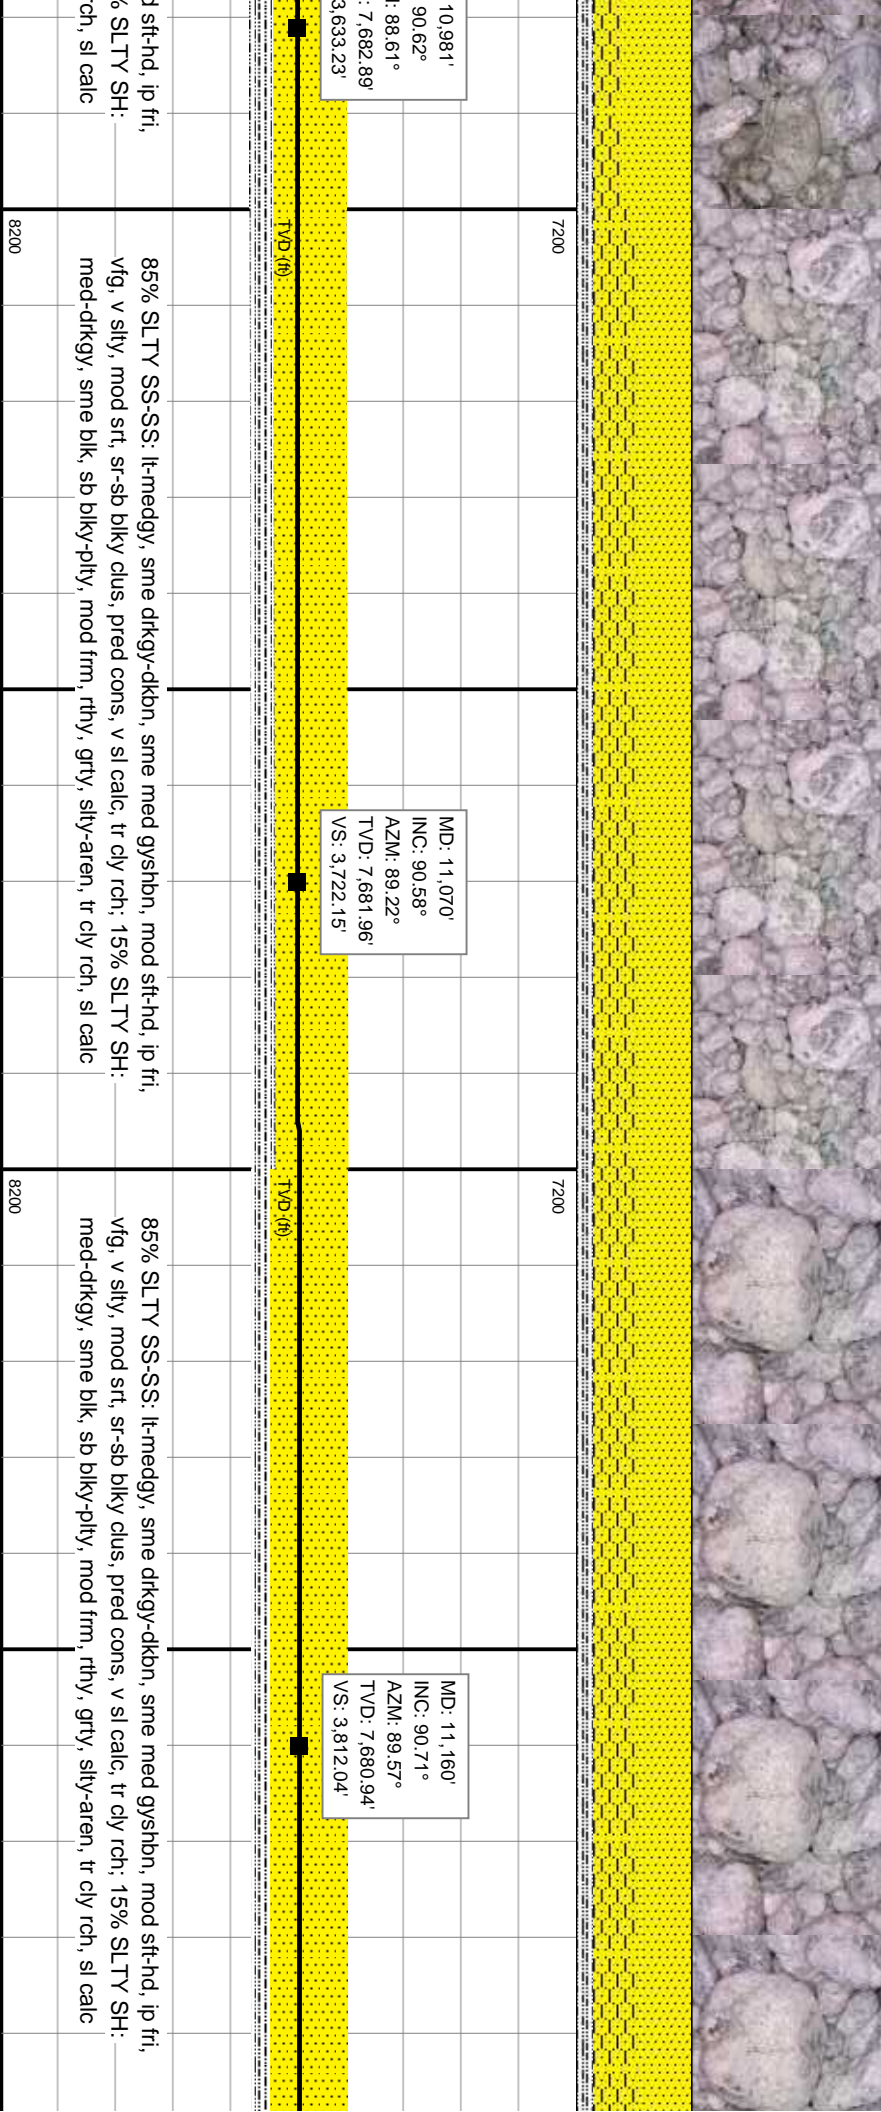 10,981'
90.62°
: 88.61°
: 7,682.89'
3,633.23'
sft-hd, ip fri,
% SLTY SH:
rch, sl calc
7200
TVD (ft)
8200
85% SLTY SS-SS: lt-medgy, sme drkgy-dkbn, sme med gyshbn, mod sft-hd, ip fri,
vfg, v slty, mod srt, sr-sb blky clus, pred cons, v sl calc, tr cly rch; 15% SLTY SH:
med-drkgy, sme blk, sb blky-plty, mod frm, rthy, grty, slty-aren, tr cly rch, sl calc
MD: 11,070'
INC: 90.58°
AZM: 89.22°
TVD: 7,681.96'
VS: 3,722.15'
7200
TVD (ft)
8200
85% SLTY SS-SS: lt-medgy, sme drkgy-dkbn, sme med gyshbn, mod sft-hd, ip fri,
vfg, v slty, mod srt, sr-sb blky clus, pred cons, v sl calc, tr cly rch; 15% SLTY SH:
med-drkgy, sme blk, sb blky-plty, mod frm, rthy, grty, slty-aren, tr cly rch, sl calc
MD: 11,160'
INC: 90.71°
AZM: 89.57°
TVD: 7,680.94'
VS: 3,812.04'